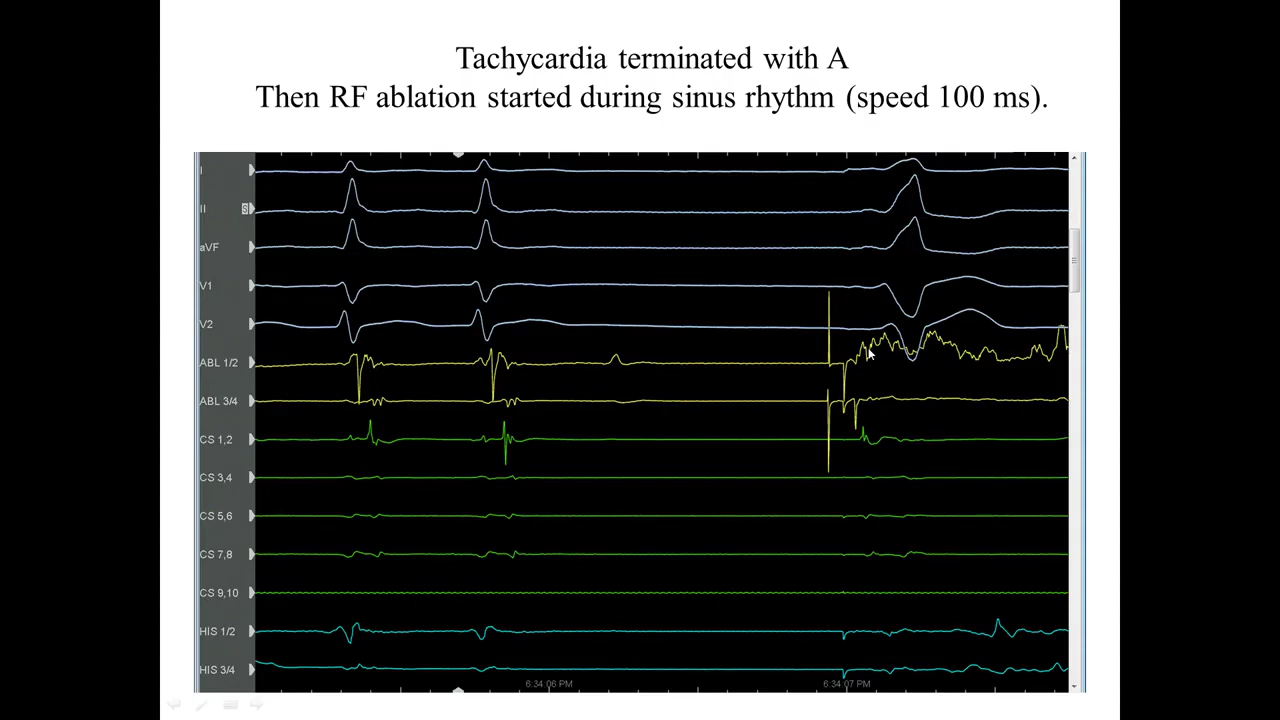 Tachycardia terminated with A
Then RF ablation started during sinus rhythm (speed 100 ms).
I
II S
aVF
V1
V2
ABL 1/2
ABL 3/4
CS 1,2
CS 3,4
CS 5,6
CS 7,8
CS 9,10
HIS 1/2
HIS 3/4
6:34:06 PM 6:34:07 PM